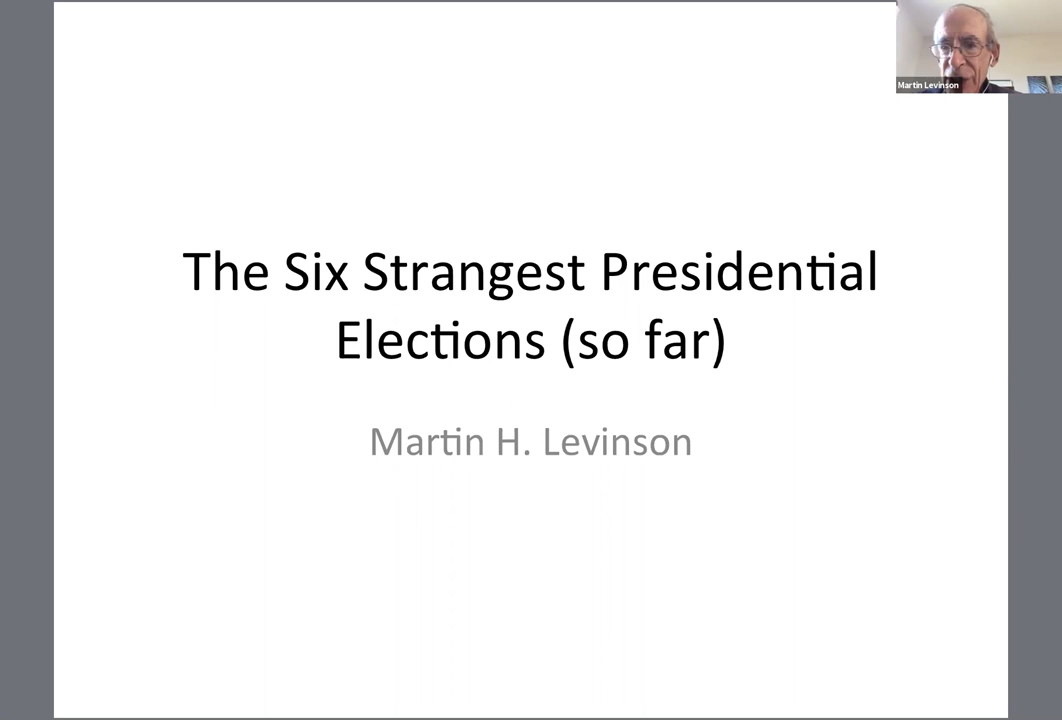 Martin Levinson
The Six Strangest Presidential
Elections (so far)
Martin H. Levinson